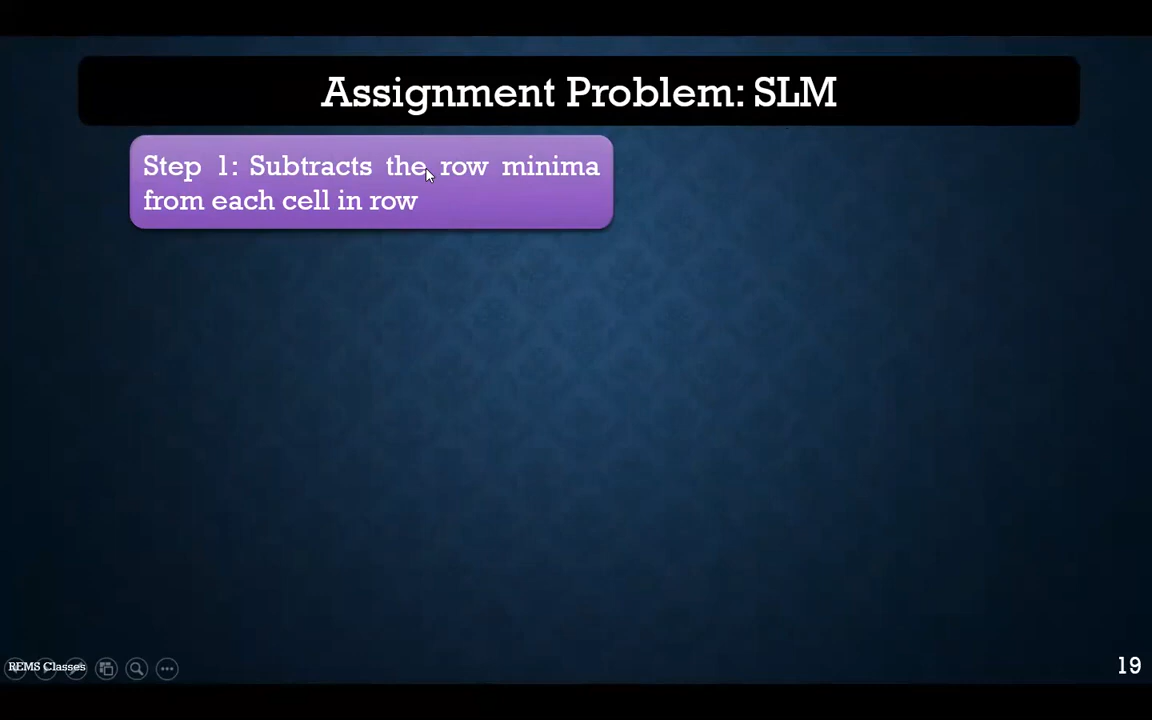 Assignment Problem: SLM
Step 1: Subtracts the row minima
from each cell in row
REMS Classes
19